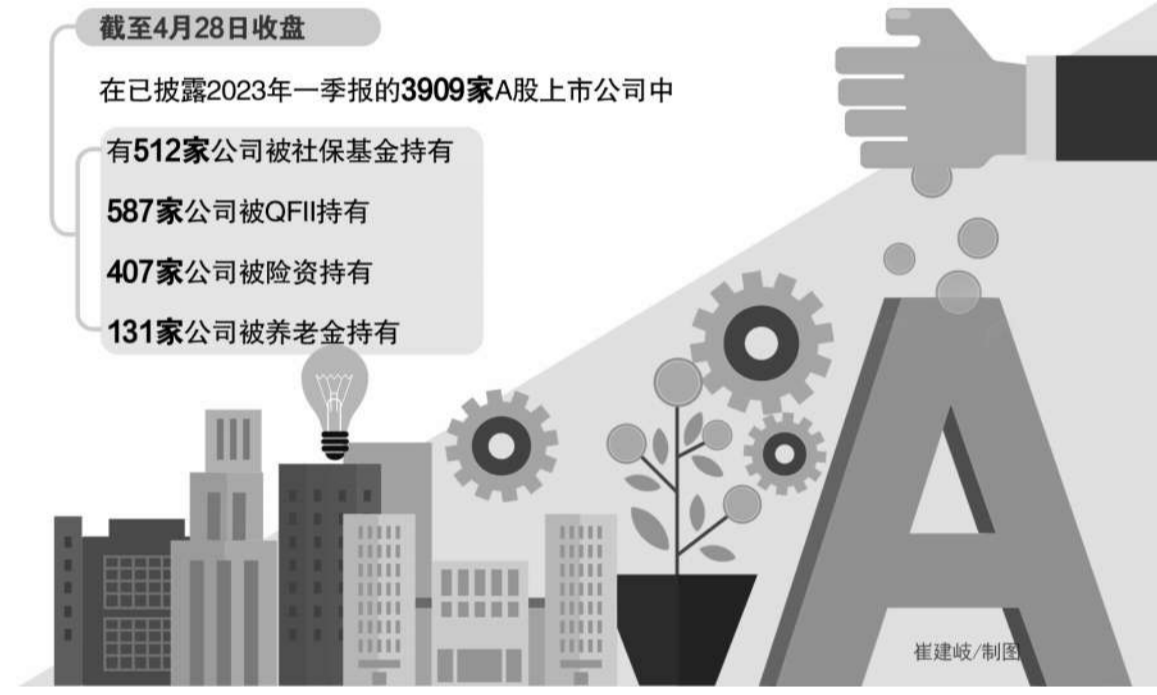 截至4月28日收盘
在已披露2023年一季报的3909家A股上市公司中
有512家公司被社保基金持有
587家公司被QFII持有
407家公司被险资持有
131家公司被养老金持有
A
崔建岐/制图